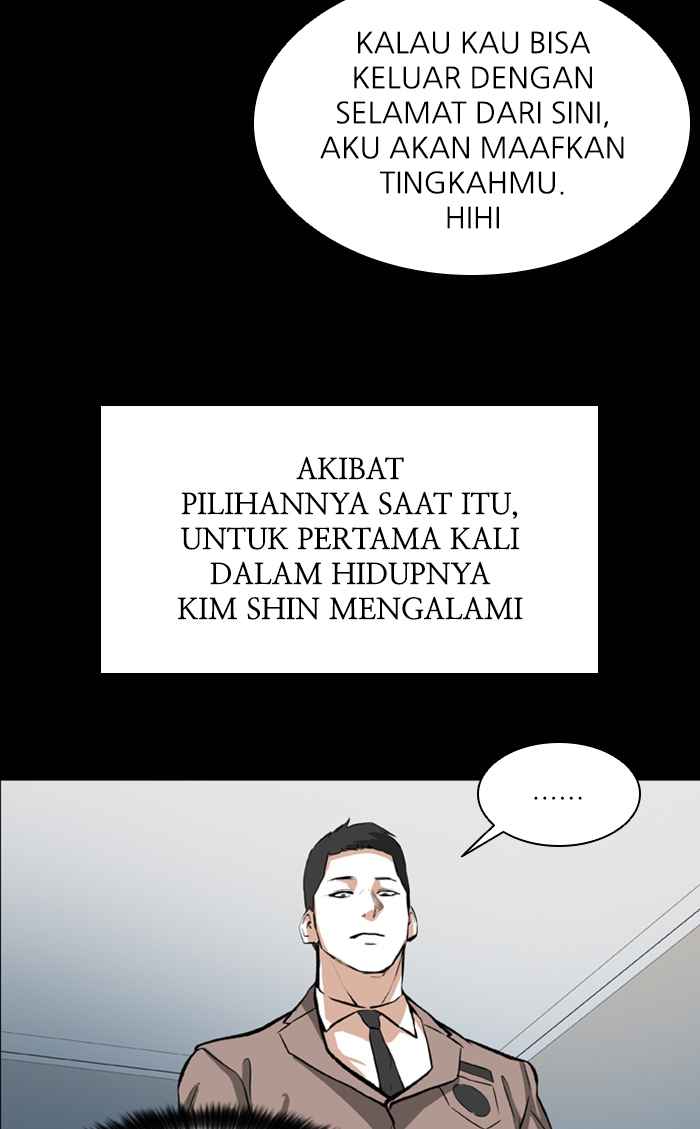 KALAU KAU BISA
KELUAR DENGAN
SELAMAT DARI SINI,
AKU AKAN MAAFKAN
TINGKAHMU.
HIHI
AKIBAT
PILIHANNYA SAAT ITU,
UNTUK PERTAMA KALI
DALAM HIDUPNYA
KIM SHIN MENGALAMI
......